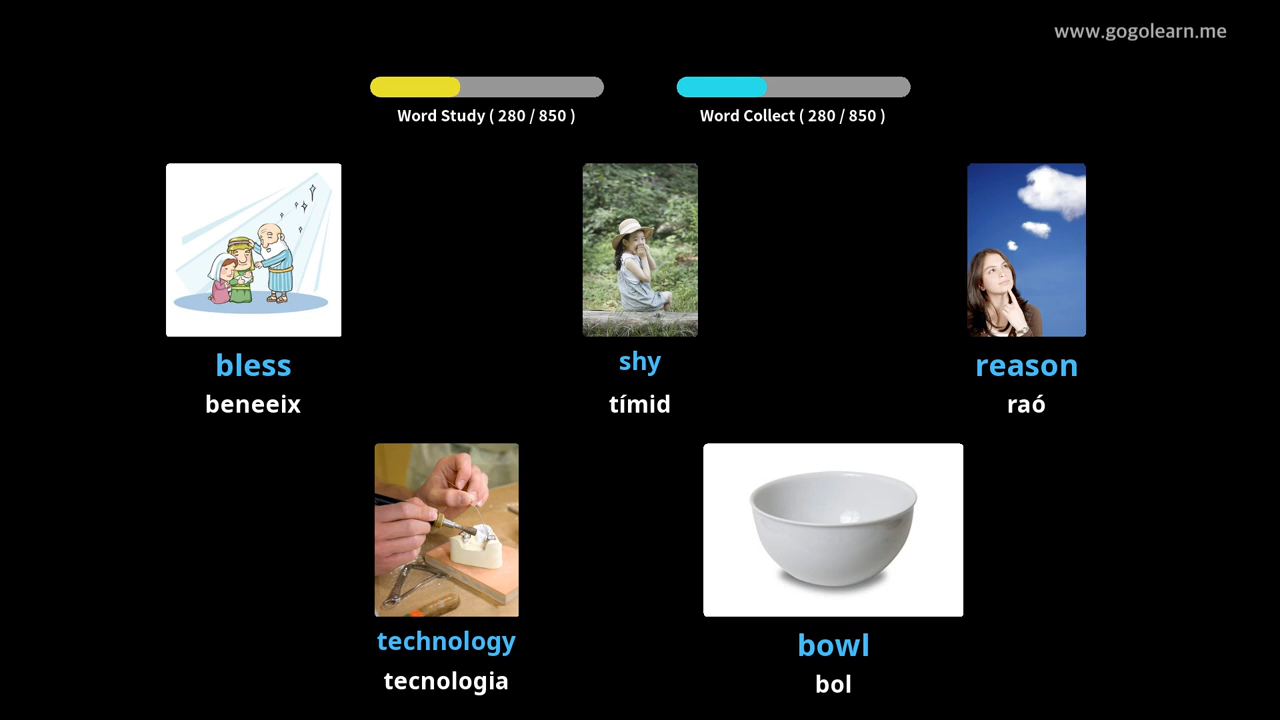 www.gogolearn.me
Word Study ( 280 / 850 )
Word Collect ( 280 / 850 )
bless
beneeix
shy
tímid
reason
raó
technology
tecnologia
bowl
bol